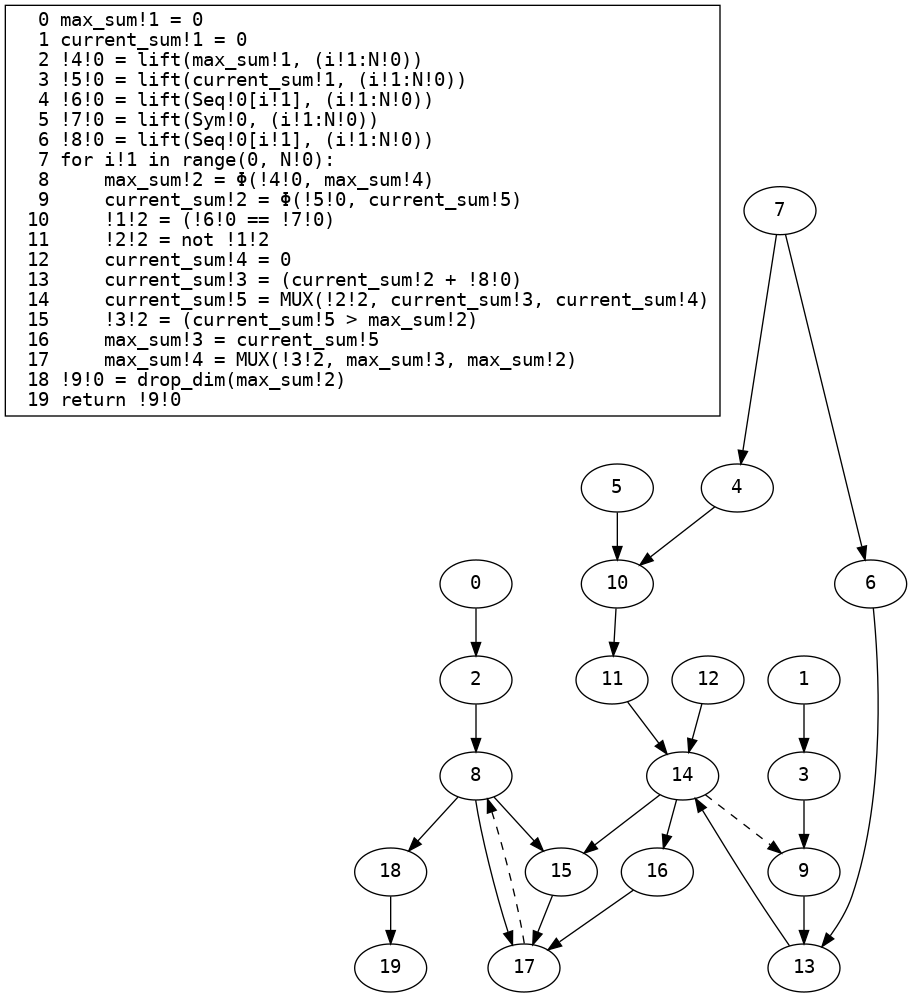 0 max_sum!1 = 0
1 current_sum!1 = 0
2 !4!0 = lift(max_sum!1, (i!1:N!0))
3 !5!0 = lift(current_sum!1, (i!1:N!0))
4 !6!0 = lift(Seq!0[i!1], (i!1:N!0))
5 !7!0 = lift(Sym!0, (i!1:N!0))
6 !8!0 = lift(Seq!0[i!1], (i!1:N!0))
7 for i!1 in range(0, N!0):
8     max_sum!2 = Φ(!4!0, max_sum!4)
9     current_sum!2 = Φ(!5!0, current_sum!5)
10     !1!2 = (!6!0 == !7!0)
11     !2!2 = not !1!2
12     current_sum!4 = 0
13     current_sum!3 = (current_sum!2 + !8!0)
14     current_sum!5 = MUX(!2!2, current_sum!3, current_sum!4)
15     !3!2 = (current_sum!5 > max_sum!2)
16     max_sum!3 = current_sum!5
17     max_sum!4 = MUX(!3!2, max_sum!3, max_sum!2)
18 !9!0 = drop_dim(max_sum!2)
19 return !9!0
7
5
4
0
10
6
2
11
12
1
8
14
3
18
15
16
9
19
17
13